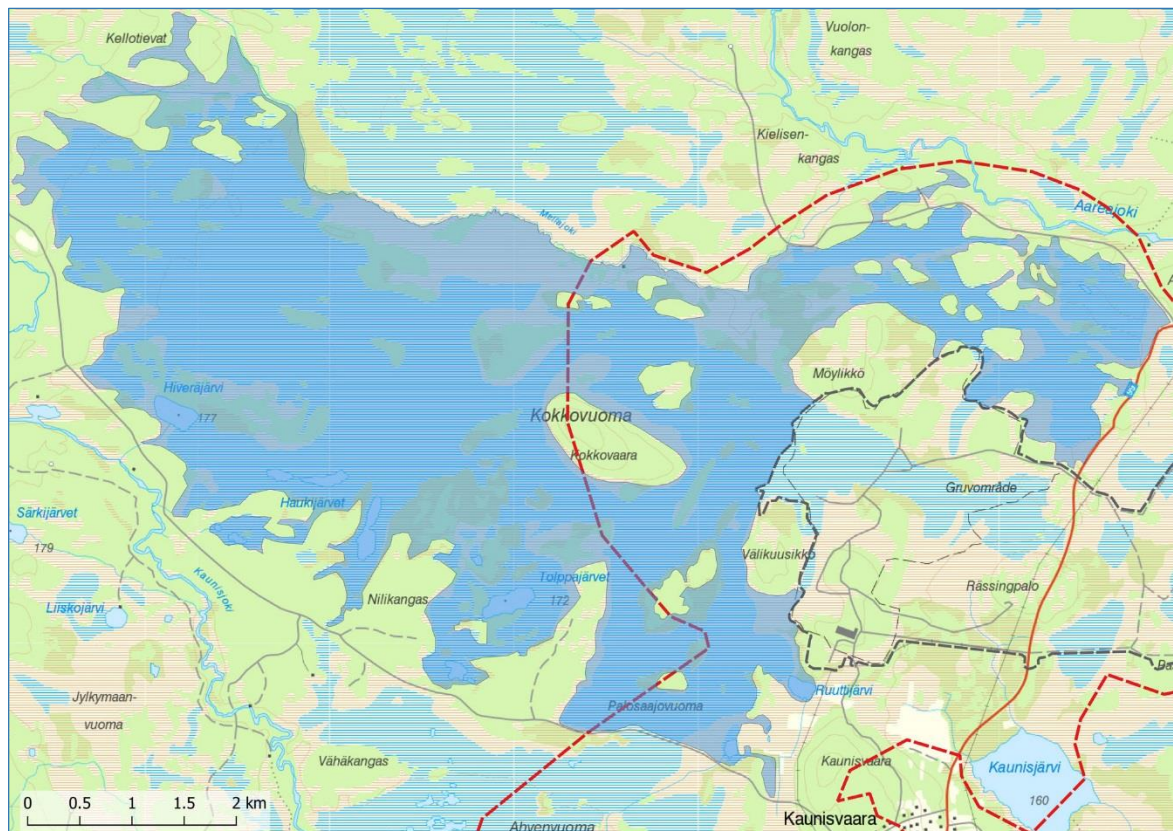 Kellotievat
Vuolon-
kangas
Kielisen-
kangas
Aareajoki
Möylikkö
Hiveräjärvi
177
Kokkovuoma
Kokkovaara
Gruvområde
Haukijärvet
Särkijärvet
179
Välikuusikko
Tolppajärvet
172
Rässingpalo
Kaunisjoki
Nilikangas
Liiskojärvi
Jylkymaan-
vuoma
Ruuttijärvi
Palosaajovuoma
Vähäkangas
Kaunisvaara
Kaunisjärvi
160
0 0.5 1 1.5 2 km
Kaunisvaara
Ahvenvuoma